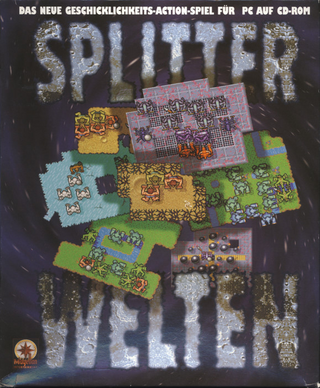 DAS NEUE GESCHICKLICHKEITS-ACTION-SPIEL FÜR PC AUF CD-ROM
SPLITTER
WELTEN